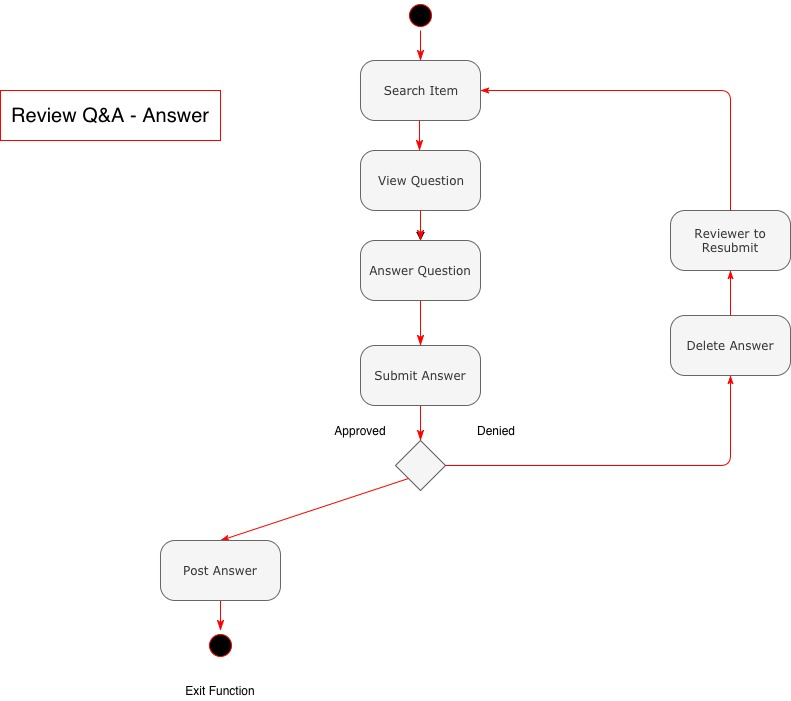 Search Item
Review Q&A - Answer
View Question
Reviewer to
Resubmit
Answer Question
Delete Answer
Submit Answer
Approved
Denied
Post Answer
Exit Function